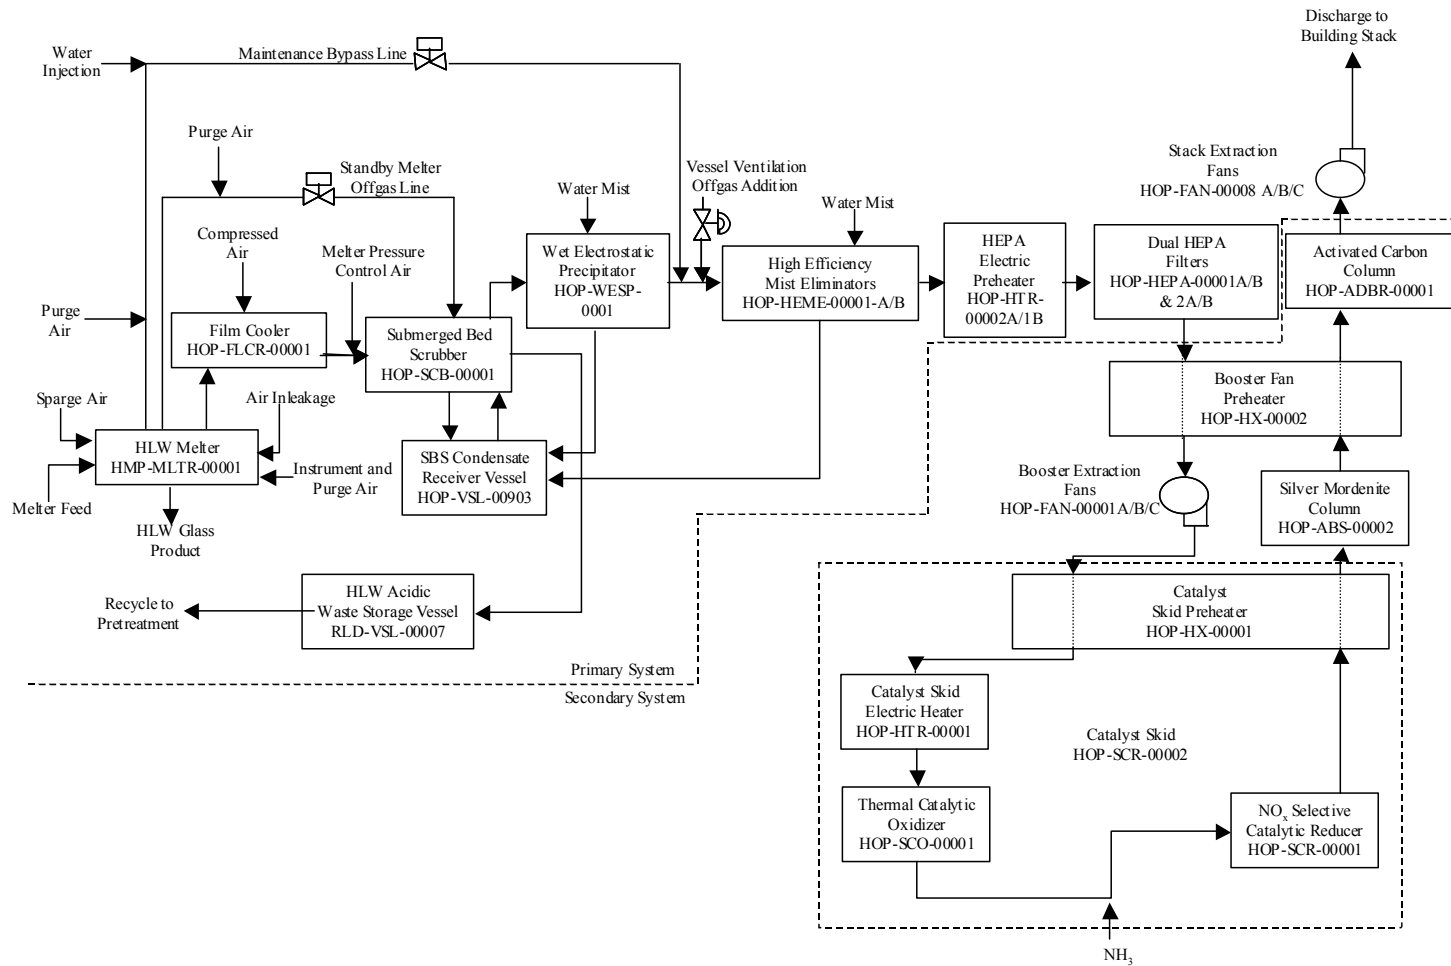 Discharge to
Building Stack
Water
Injection
Maintenance Bypass Line
Purge Air
Standby Melter
Offgas Line
Vessel Ventilation
Offgas Addition
Stack Extraction
Fans
HOP-FAN-00008 A/B/C
Water Mist
Water Mist
Compressed
Air
Melter Pressure
Control Air
Wet Electrostatic
Precipitator
HOP-WESP-
0001
High Efficiency
Mist Eliminators
HOP-HEME-00001-A/B
HEPA
Electric
Preheater
HOP-HTR-
00002A/1B
Dual HEPA
Filters
HOP-HEPA-00001A/B
& 2A/B
Activated Carbon
Column
HOP-ADBR-00001
Purge
Air
Film Cooler
HOP-FLCR-00001
Submerged Bed
Scrubber
HOP-SCB-00001
Booster Fan
Preheater
HOP-HX-00002
Sparge Air
Air Inleakage
HLW Melter
HMP-MLTR-00001
Instrument and
Purge Air
Melter Feed
HLW Glass
Product
SBS Condensate
Receiver Vessel
HOP-VSL-00903
Booster Extraction
Fans
HOP-FAN-00001A/B/C
Silver Mordenite
Column
HOP-ABS-00002
Recycle to
Pretreatment
HLW Acidic
Waste Storage Vessel
RLD-VSL-00007
Catalyst
Skid Preheater
HOP-HX-00001
Primary System
Secondary System
Catalyst Skid
Electric Heater
HOP-HTR-00001
Catalyst Skid
HOP-SCR-00002
Thermal Catalytic
Oxidizer
HOP-SCO-00001
NOx Selective
Catalytic Reducer
HOP-SCR-00001
NH3